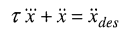 τ x⃛ + ẍ = ẍ_des